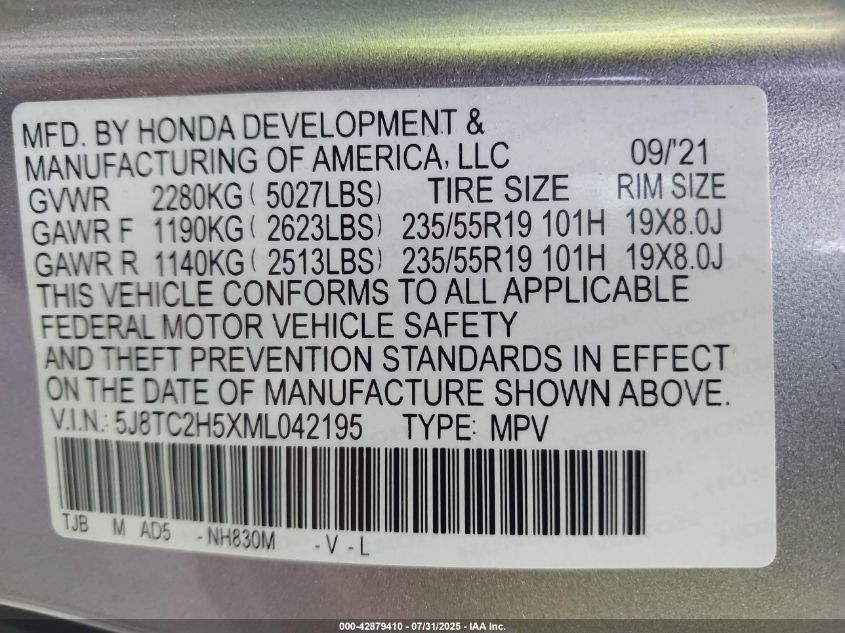 MFD. BY HONDA DEVELOPMENT &
MANUFACTURING OF AMERICA, LLC 09/'21
GVWR 2280KG ( 5027LBS) TIRE SIZE RIM SIZE
GAWR F 1190KG ( 2623LBS) 235/55R19 101H 19X8.0J
GAWR R 1140KG ( 2513LBS) 235/55R19 101H 19X8.0J
THIS VEHICLE CONFORMS TO ALL APPLICABLE
FEDERAL MOTOR VEHICLE SAFETY
AND THEFT PREVENTION STANDARDS IN EFFECT
ON THE DATE OF MANUFACTURE SHOWN ABOVE.
V.I.N.: 5J8TC2H5XML042195 TYPE: MPV
TJB M AD5 -NH830M -V-L
000-42879410 | 07/31/2025 - IAA Inc.